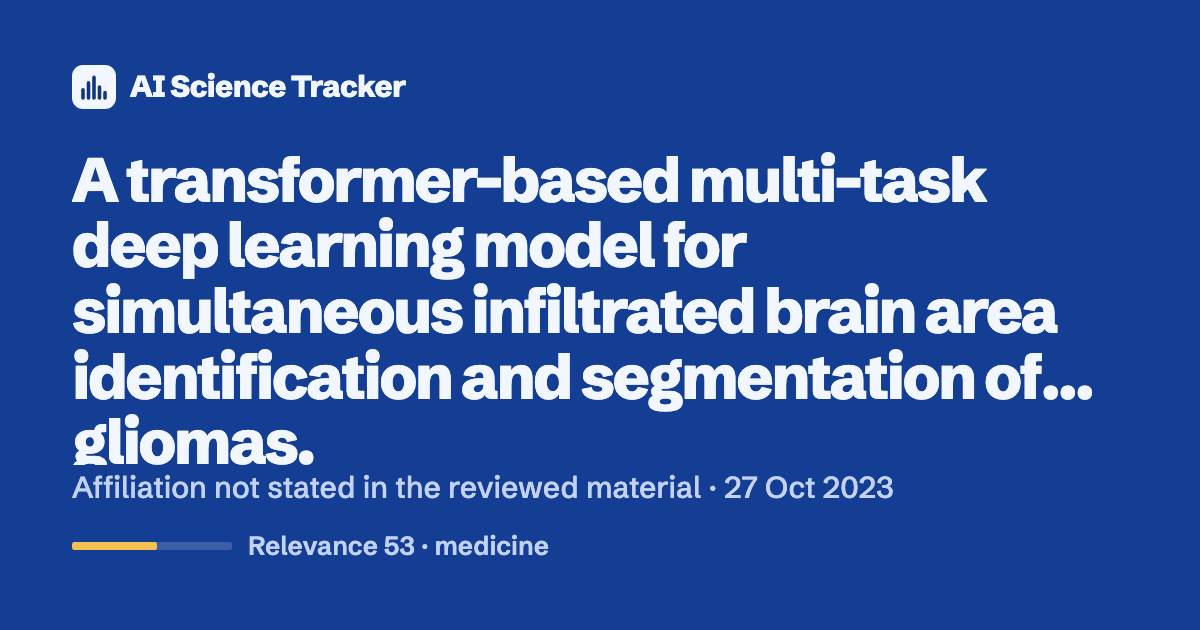 AI Science Tracker
A transformer-based multi-task
deep learning model for
simultaneous infiltrated brain area
identification and segmentation of...
gliomas.
Affiliation not stated in the reviewed material · 27 Oct 2023
Relevance 53 · medicine